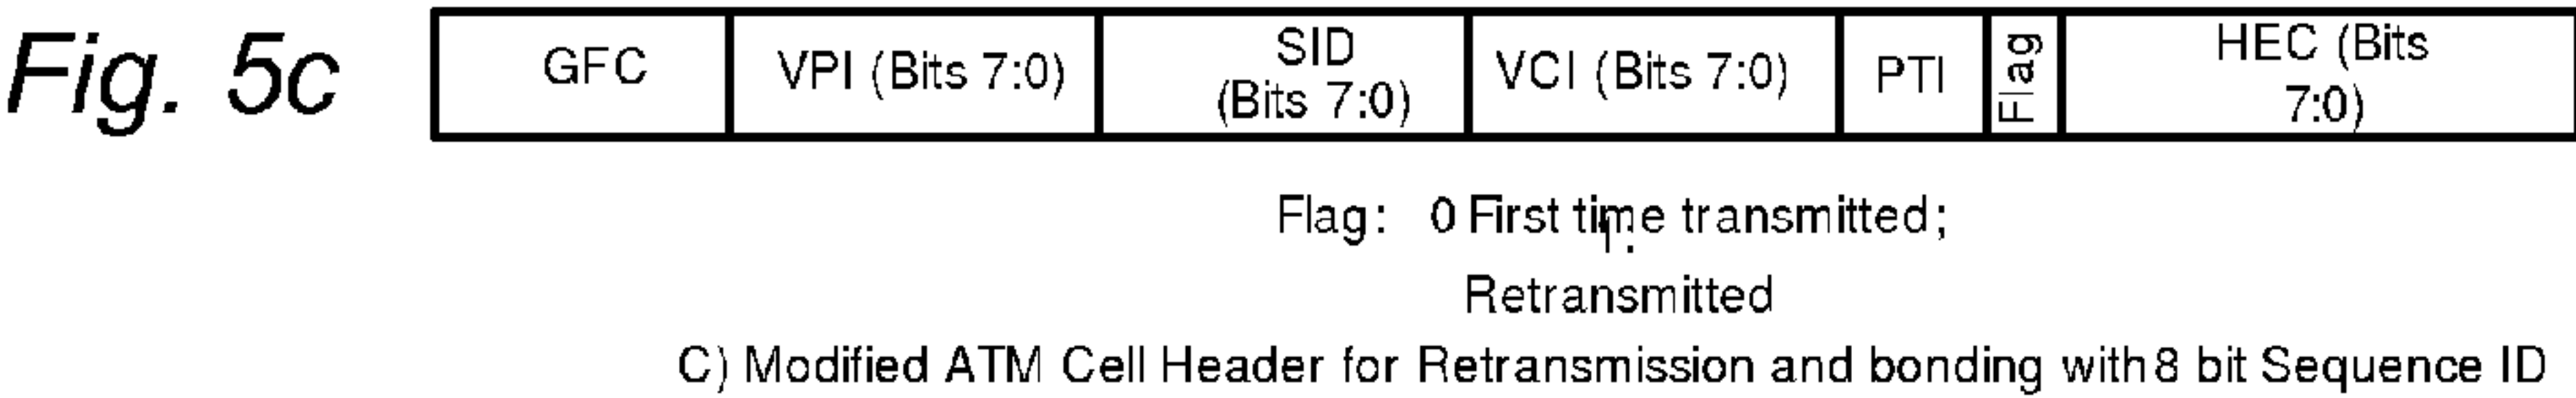 Fig. 5c
GFC
VPI (Bits 7:0)
SID
(Bits 7:0)
VCI (Bits 7:0)
PTI
Flag
HEC (Bits
7:0)
Flag: 0 First time transmitted;
1:
Retransmitted
C) Modified ATM Cell Header for Retransmission and bonding with 8 bit Sequence ID